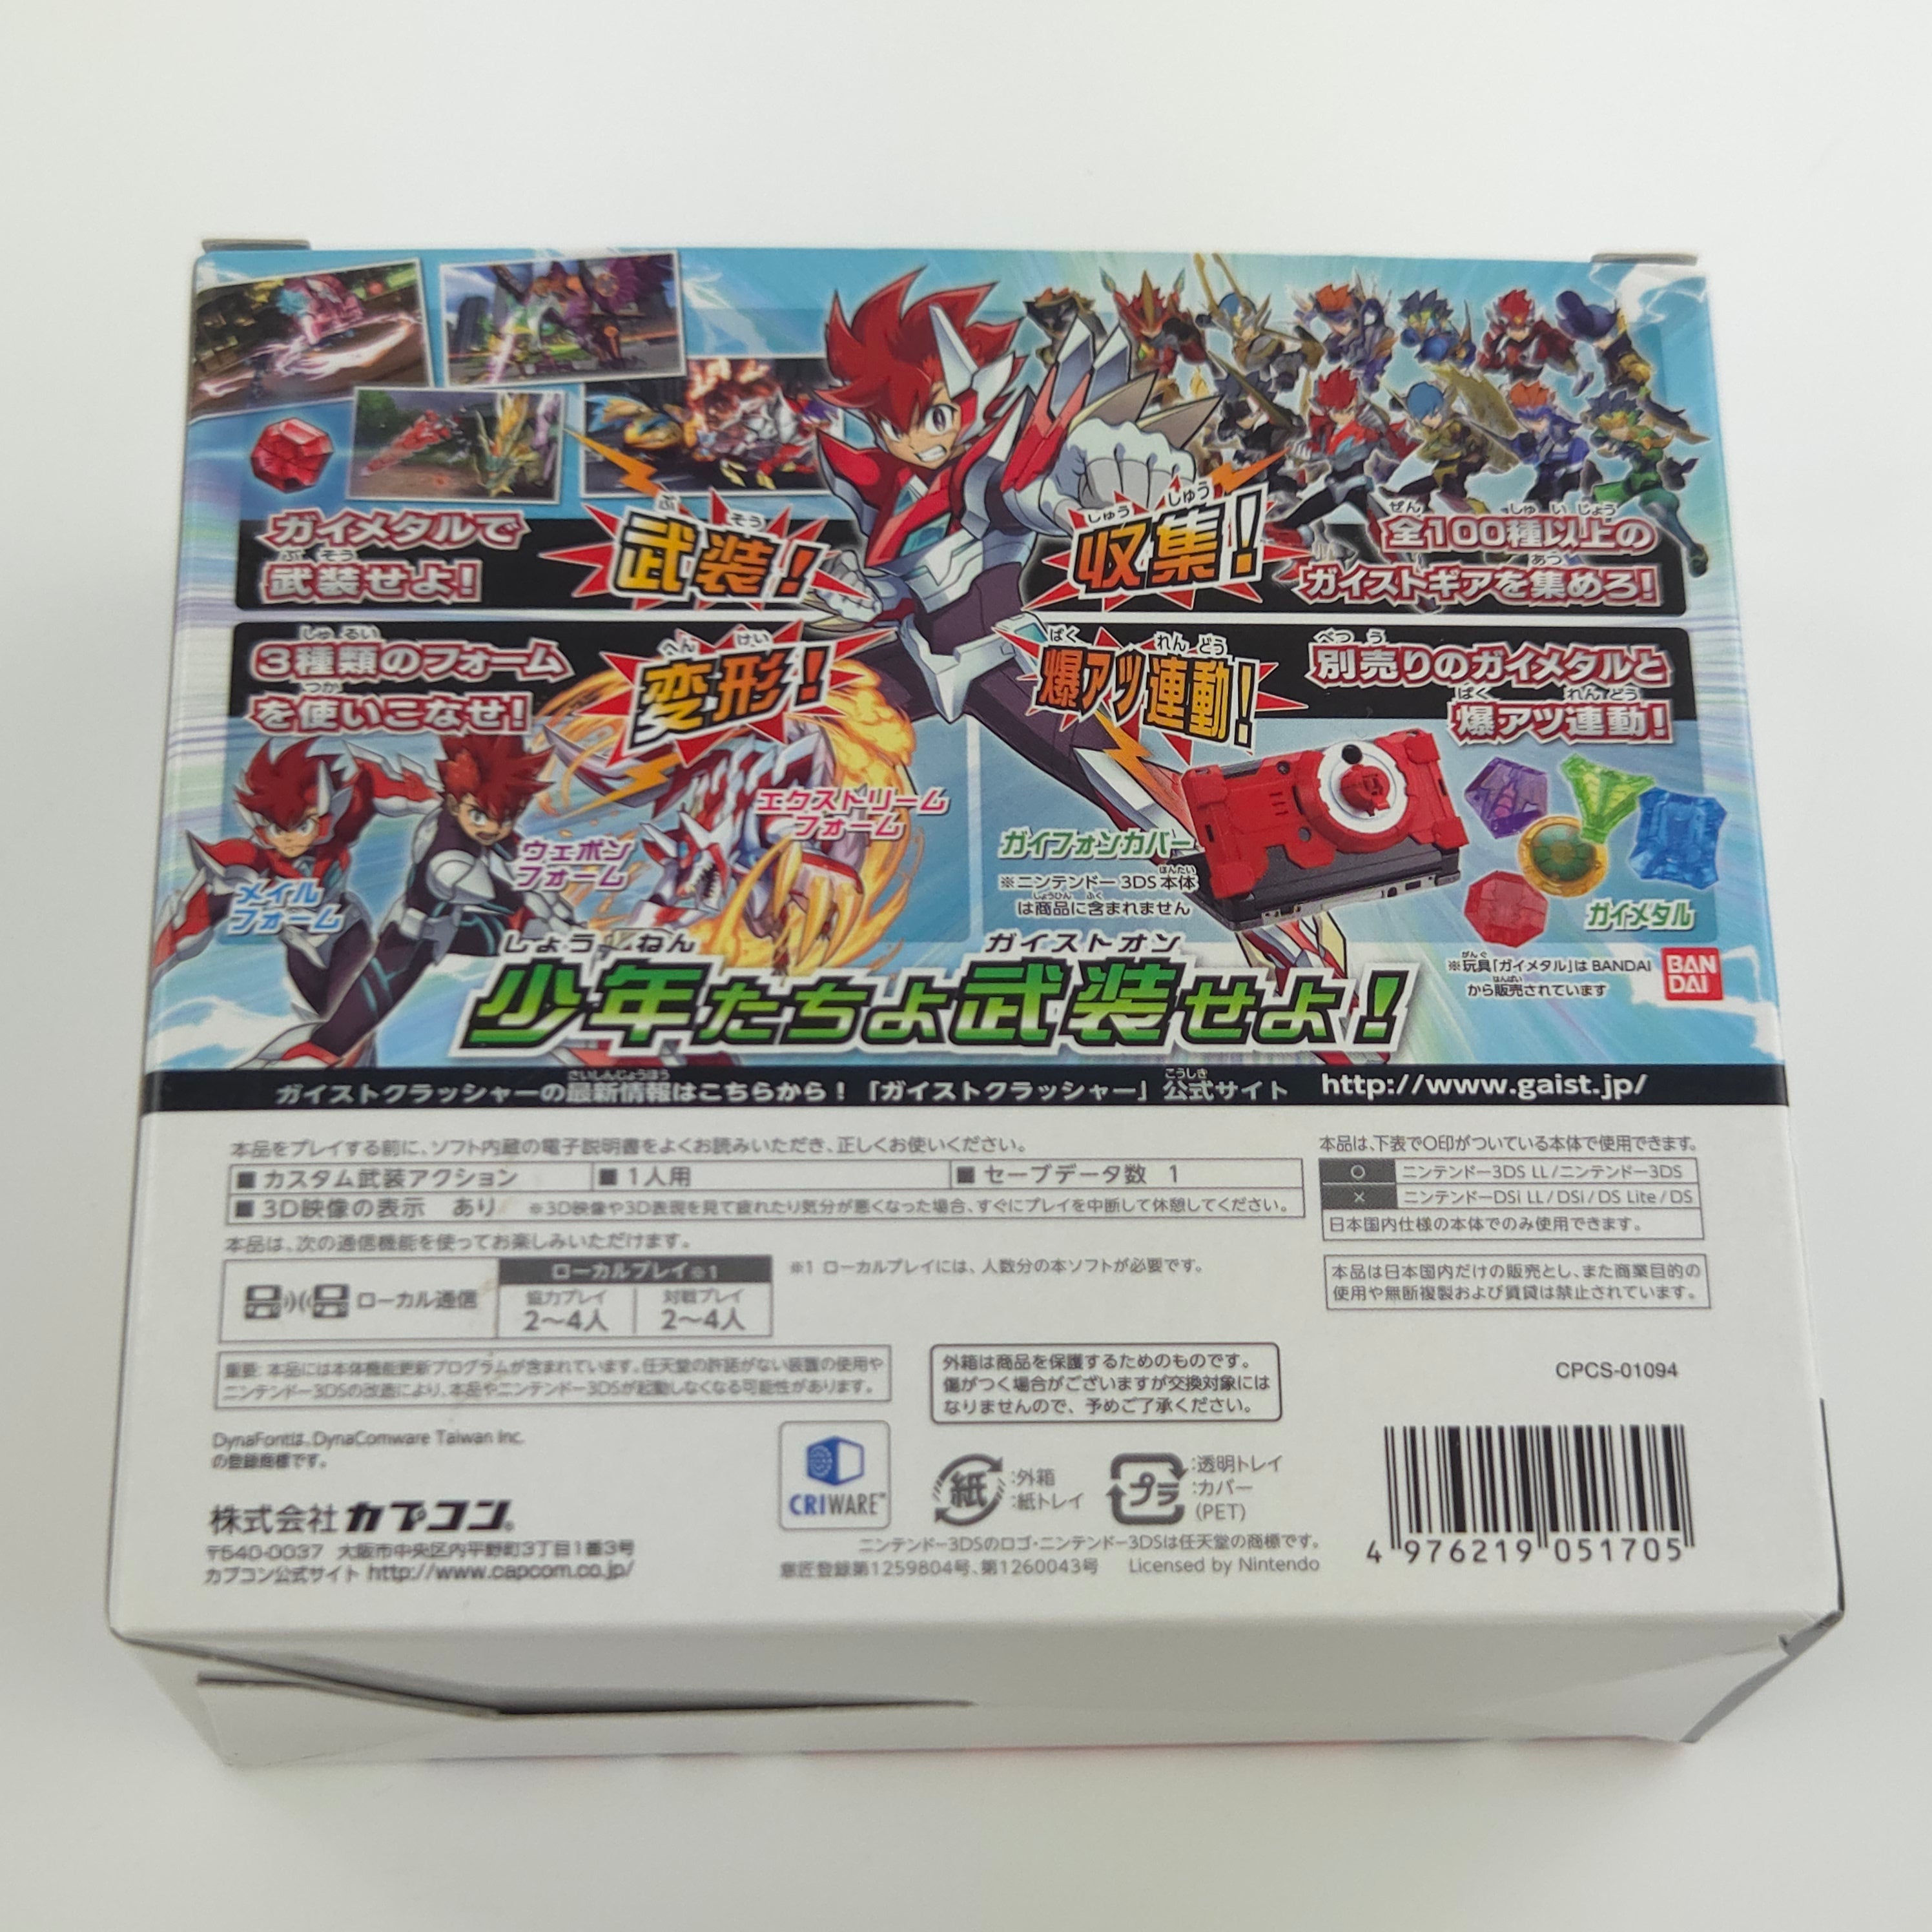 ガイメタルで
武装せよ!
武装!
収集!
全100種以上の
ガイストギアを集めろ!
3種類のフォーム
を使いこなせ!
変形!
爆アツ連動!
別売りのガイメタルと
爆アツ連動!
メイル
フォーム
ウェポン
フォーム
エクストリーム
フォーム
ガイフォンカバー
※ニンテンドー3DS本体
は商品に含まれません
ガイメタル
※玩具「ガイメタル」は BANDAI
から販売されています
BAN
DAI
しょうねん ガイストオン
少年たちよ武装せよ!
ガイストクラッシャーの最新情報はこちらから!「ガイストクラッシャー」公式サイト http://www.gaist.jp/
本品をプレイする前に、ソフト内蔵の電子説明書をよくお読みいただき、正しくお使いください。
■ カスタム武装アクション ■ 1人用 ■ セーブデータ数 1
■ 3D映像の表示 あり ※3D映像や3D表現を見て疲れたり気分が悪くなった場合、すぐにプレイを中断して休憩してください。
本品は、下表で○印がついている本体で使用できます。
○ ニンテンドー3DS LL/ニンテンドー3DS
× ニンテンドーDSi LL/DSi/DS Lite/DS
日本国内仕様の本体でのみ使用できます。
本品は、次の通信機能を使ってお楽しみいただけます。
ローカル通信
ローカルプレイ※1
協力プレイ 対戦プレイ
2〜4人 2〜4人
※1 ローカルプレイには、人数分の本ソフトが必要です。
本品は日本国内だけの販売とし、また商業目的の
使用や無断複製および賃貸は禁止されています。
重要: 本品には本体機能更新プログラムが含まれています。任天堂の許諾がない装置の使用や
ニンテンドー3DSの改造により、本品やニンテンドー3DSが起動しなくなる可能性があります。
外箱は商品を保護するためのものです。
傷がつく場合がございますが交換対象には
なりませんので、予めご了承ください。
CPCS-01094
DynaFontは、DynaComware Taiwan Inc.
の登録商標です。
株式会社カプコン
〒540-0037 大阪市中央区内平野町3丁目1番3号
カプコン公式サイト http://www.capcom.co.jp/
CRIWARE™
紙
:外箱
:紙トレイ
プラ
:透明トレイ
:カバー
(PET)
ニンテンドー3DSのロゴ・ニンテンドー3DSは任天堂の商標です。
意匠登録第1259804号、第1260043号 Licensed by Nintendo
4 976219 051705